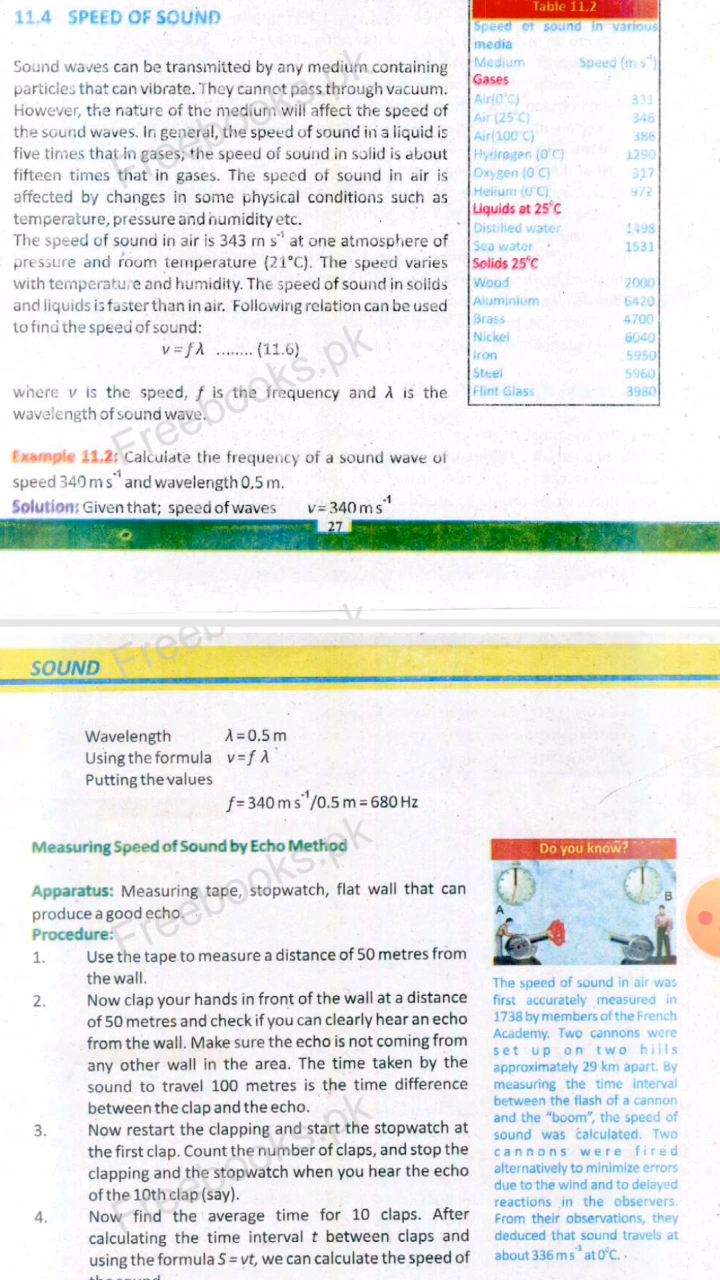 11.4 SPEED OF SOUND
Sound waves can be transmitted by any medium containing
particles that can vibrate. They cannot pass through vacuum.
However, the nature of the medium will affect the speed of
the sound waves. In general, the speed of sound in a liquid is
five times that in gases; the speed of sound in solid is about
fifteen times that in gases. The speed of sound in air is
affected by changes in some physical conditions such as
temperature, pressure and humidity etc.
The speed of sound in air is 343 m s⁻¹ at one atmosphere of
pressure and room temperature (21°C). The speed varies
with temperature and humidity. The speed of sound in solids
and liquids is faster than in air. Following relation can be used
to find the speed of sound:
v = f λ ........ (11.6)
where v is the speed, f is the frequency and λ is the
wavelength of sound wave.
Table 11.2
Speed of sound in various
media
Medium Speed (m s⁻¹)
Gases
Air(0°C) 331
Air (25°C) 346
Air(100°C) 386
Hydrogen (0°C) 1290
Oxygen (0°C) 317
Helium (0°C) 972
Liquids at 25°C
Distilled water 1498
Sea water 1531
Solids 25°C
Wood 2000
Aluminium 6420
Brass 4700
Nickel 6040
Iron 5950
Steel 5960
Flint Glass 3980
Example 11.2: Calculate the frequency of a sound wave of
speed 340 m s⁻¹ and wavelength 0.5 m.
Solution: Given that; speed of waves v = 340 m s⁻¹
27
SOUND
Wavelength λ = 0.5 m
Using the formula v = f λ
Putting the values
f = 340 m s⁻¹/0.5 m = 680 Hz
Measuring Speed of Sound by Echo Method
Apparatus: Measuring tape, stopwatch, flat wall that can
produce a good echo.
Procedure:
1. Use the tape to measure a distance of 50 metres from
the wall.
2. Now clap your hands in front of the wall at a distance
of 50 metres and check if you can clearly hear an echo
from the wall. Make sure the echo is not coming from
any other wall in the area. The time taken by the
sound to travel 100 metres is the time difference
between the clap and the echo.
3. Now restart the clapping and start the stopwatch at
the first clap. Count the number of claps, and stop the
clapping and the stopwatch when you hear the echo
of the 10th clap (say).
4. Now find the average time for 10 claps. After
calculating the time interval t between claps and
using the formula S = vt, we can calculate the speed of
the sound
Do you know?
A
B
The speed of sound in air was
first accurately measured in
1738 by members of the French
Academy. Two cannons were
set up on two hills
approximately 29 km apart. By
measuring the time interval
between the flash of a cannon
and the "boom", the speed of
sound was calculated. Two
cannons were fired
alternatively to minimize errors
due to the wind and to delayed
reactions in the observers.
From their observations, they
deduced that sound travels at
about 336 m s⁻¹ at 0°C.
Freebooks.pk
Freebooks.pk
Freebooks.pk
Freebooks.pk